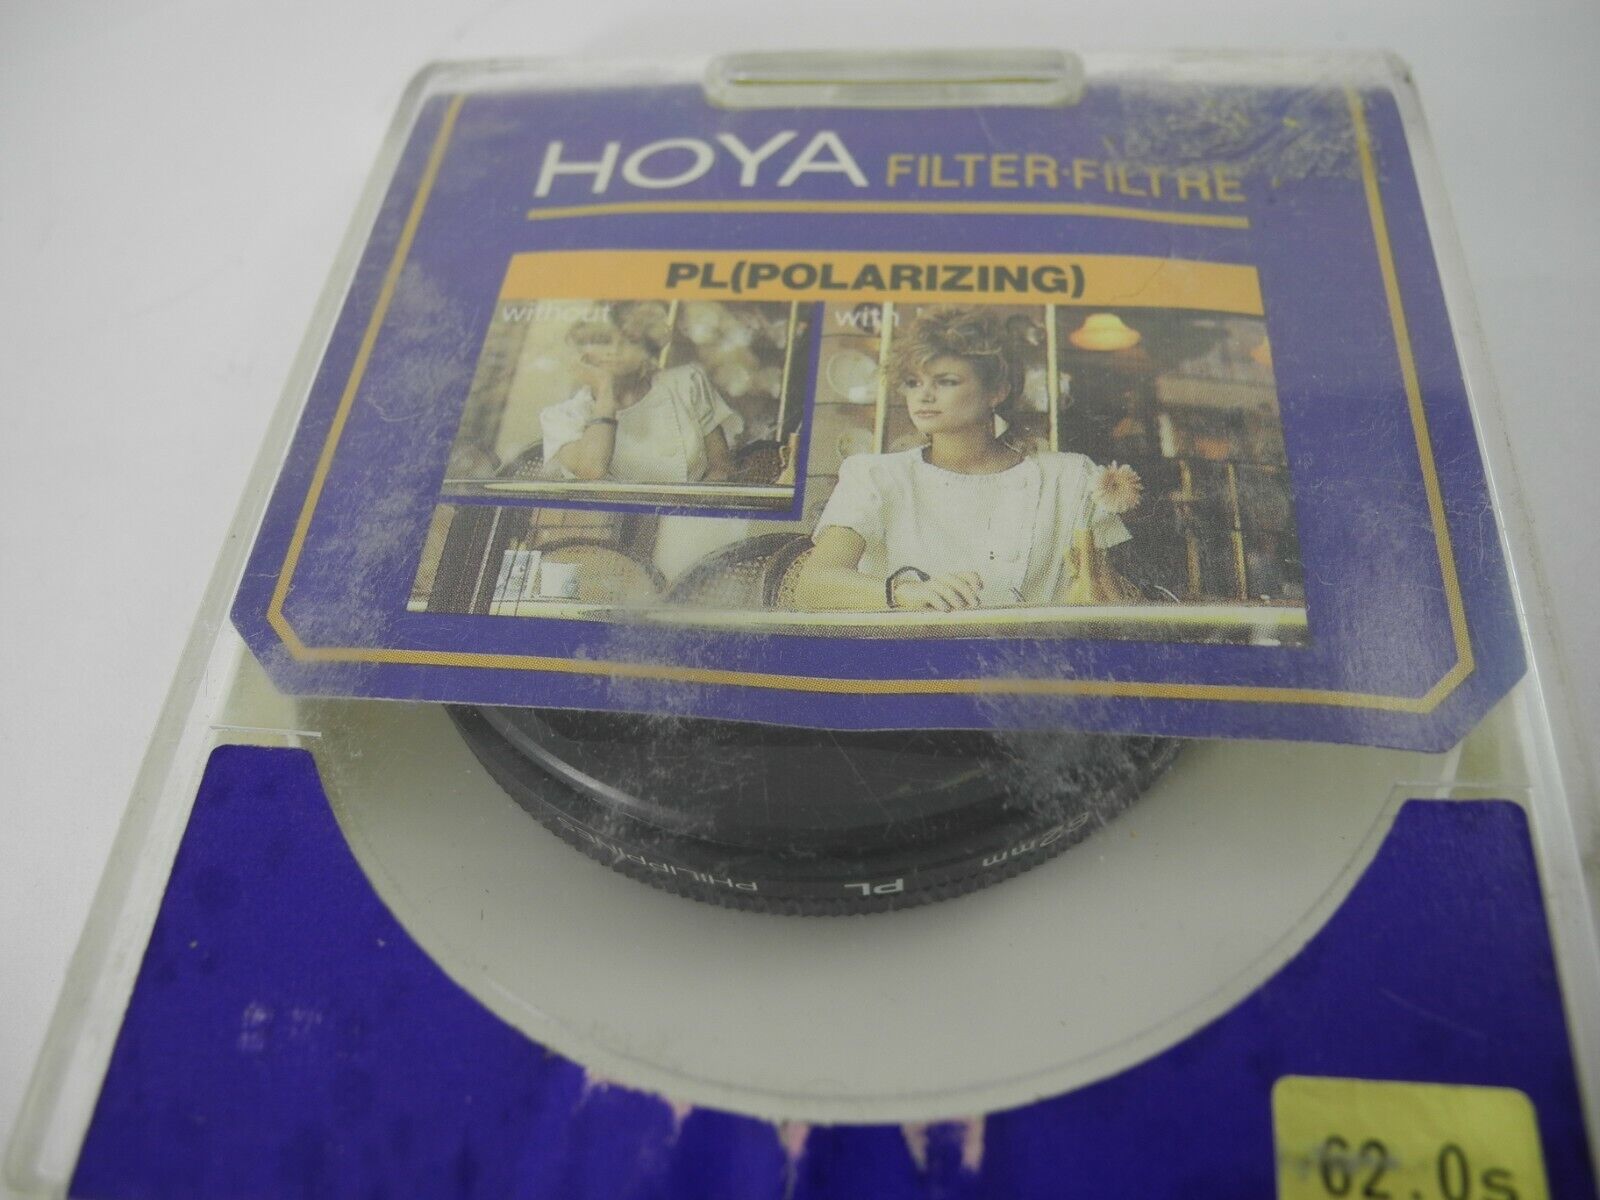 HOYA FILTER·FILTRE
PL(POLARIZING)
without
with
62mm PL PHILIPPINES
62.0s